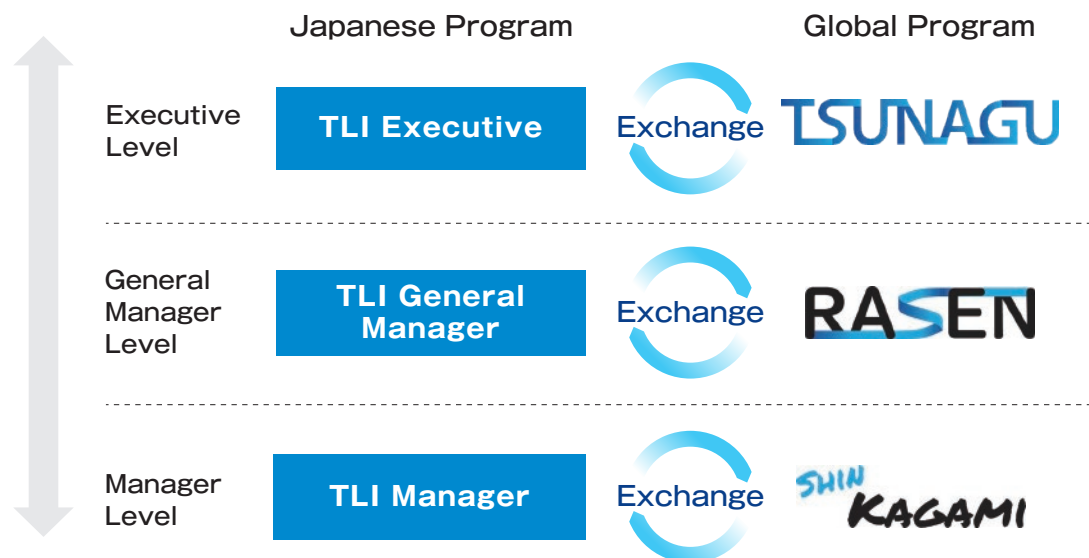 Japanese Program
Global Program
Executive
Level
TLI Executive
Exchange
TSUNAGU
General
Manager
Level
TLI General
Manager
Exchange
RASEN
Manager
Level
TLI Manager
Exchange
SHIN
KAGAMI